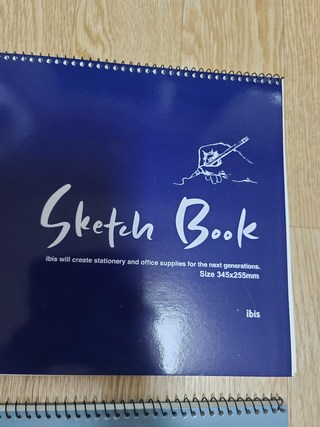 Sketch Book
ibis will create stationery and office supplies for the next generations.
Size 345x255mm
ibis